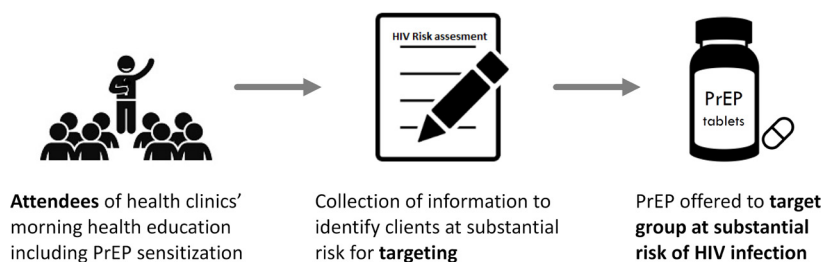 HIV Risk assesment
PrEP
tablets
Attendees of health clinics'
morning health education
including PrEP sensitization
Collection of information to
identify clients at substantial
risk for targeting
PrEP offered to target
group at substantial
risk of HIV infection